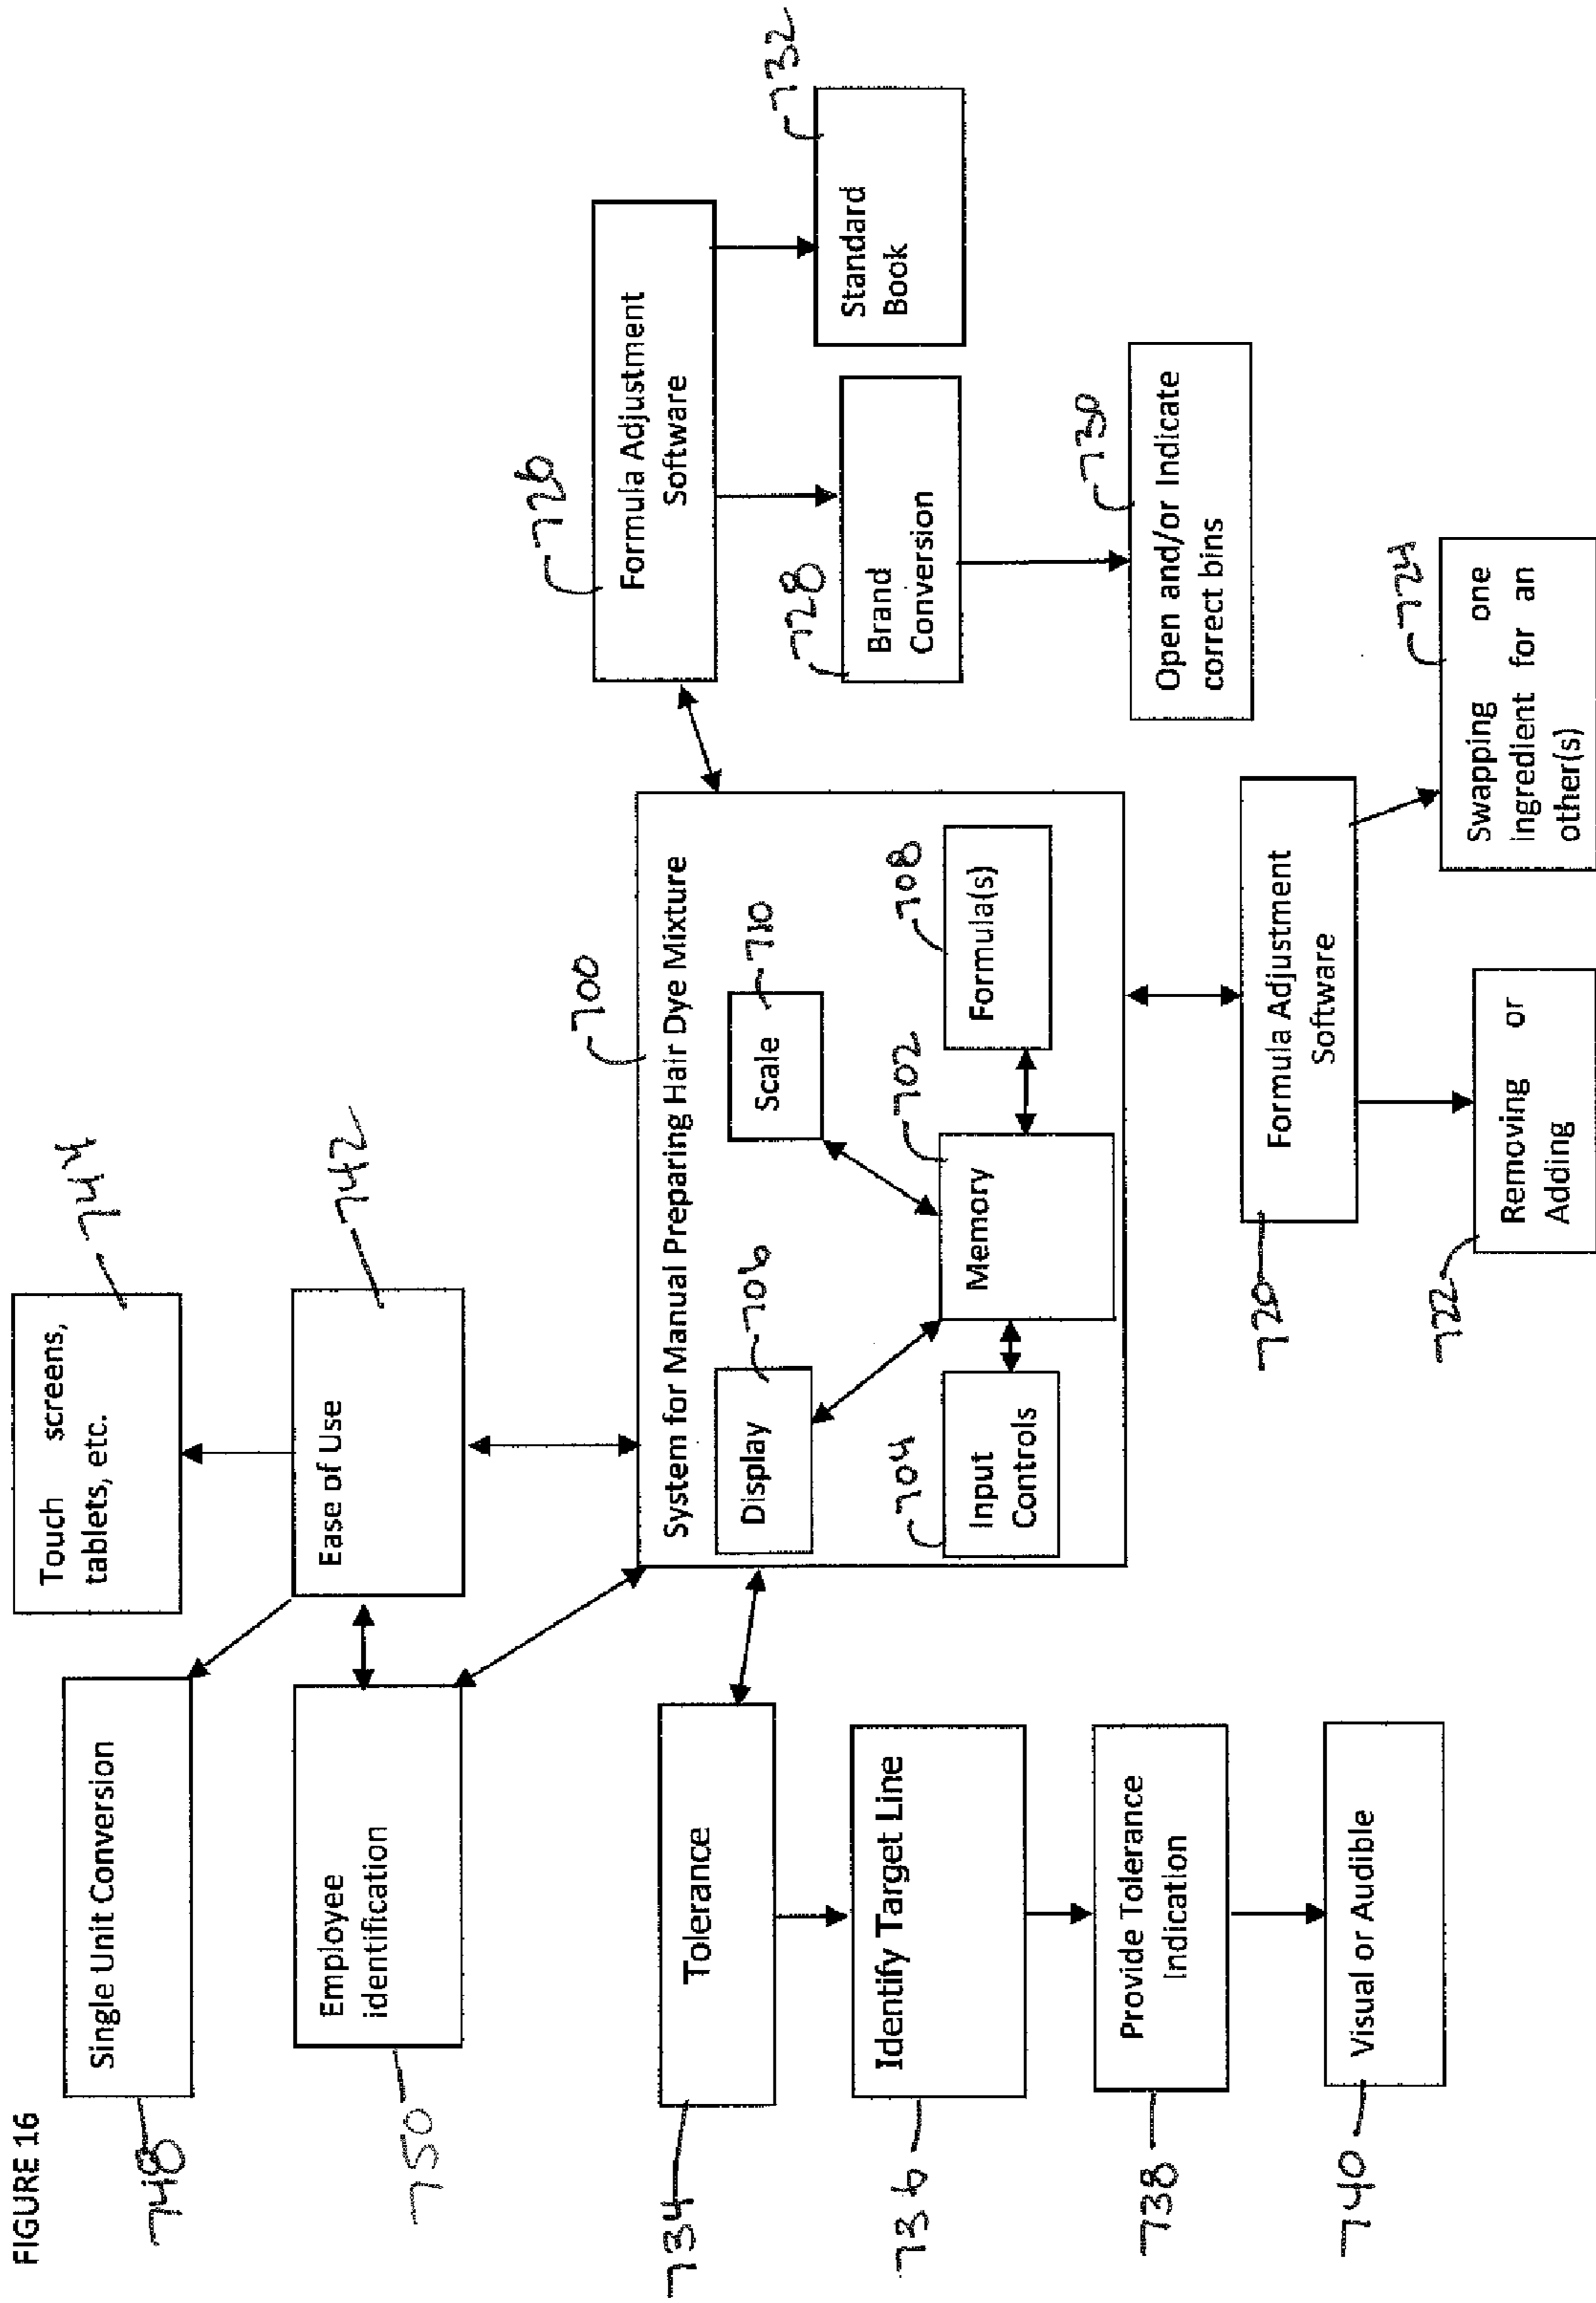 FIGURE 16
Touch screens,
tablets, etc.
744
Single Unit Conversion
748
Ease of Use
742
Employee
identification
750
700
System for Manual Preparing Hair Dye Mixture
Display
706
Scale
710
Input
Controls
704
Memory
702
Formula(s)
708
Tolerance
734
Identify Target Line
736
Provide Tolerance
Indication
738
Visual or Audible
740
726
Formula Adjustment
Software
728
Brand
Conversion
Standard
Book
732
Open and/or Indicate
correct bins
730
Formula Adjustment
Software
720
Removing or
Adding
722
Swapping one
ingredient for an
other(s)
724